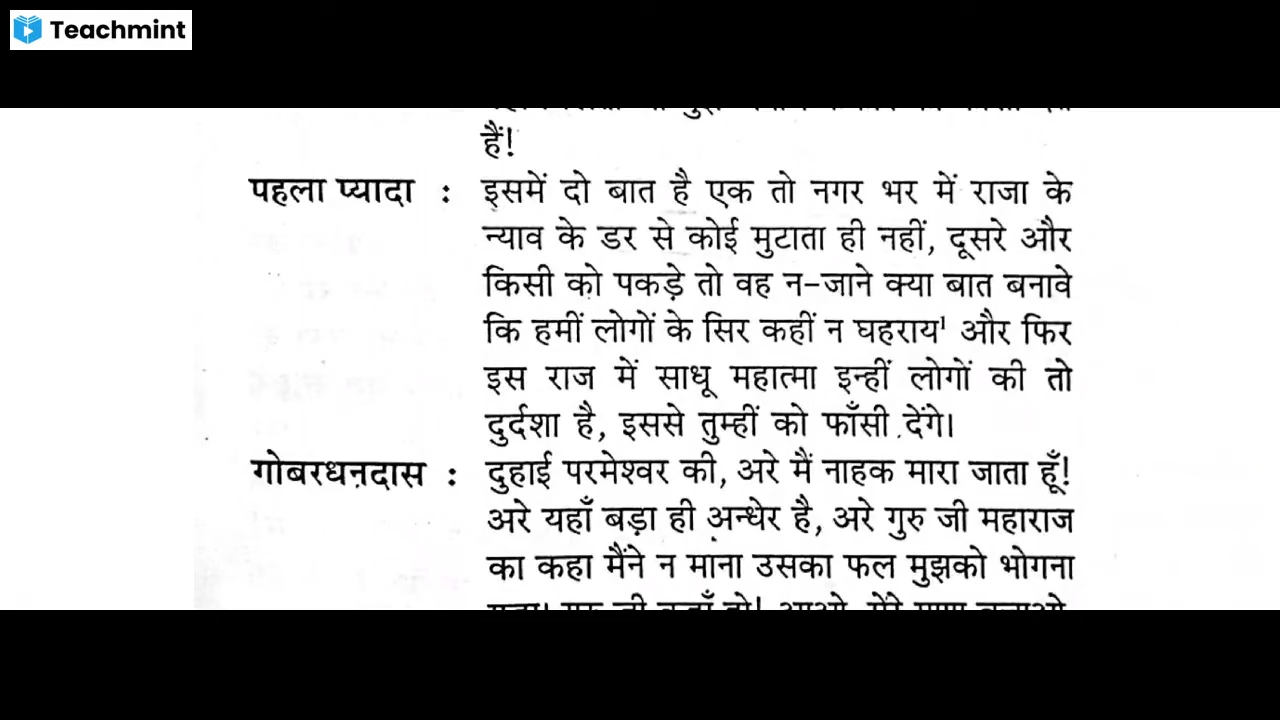 Teachmint
हैं!
पहला प्यादा : इसमें दो बात है एक तो नगर भर में राजा के
न्याव के डर से कोई मुटाता ही नहीं, दूसरे और
किसी को पकड़े तो वह न-जाने क्या बात बनावे
कि हमीं लोगों के सिर कहीं न घहराय¹ और फिर
इस राज में साधू महात्मा इन्हीं लोगों की तो
दुर्दशा है, इससे तुम्हीं को फाँसी देंगे।
गोबरधनदास : दुहाई परमेश्वर की, अरे मैं नाहक मारा जाता हूँ!
अरे यहाँ बड़ा ही अन्धेर है, अरे गुरु जी महाराज
का कहा मैंने न माना उसका फल मुझको भोगना